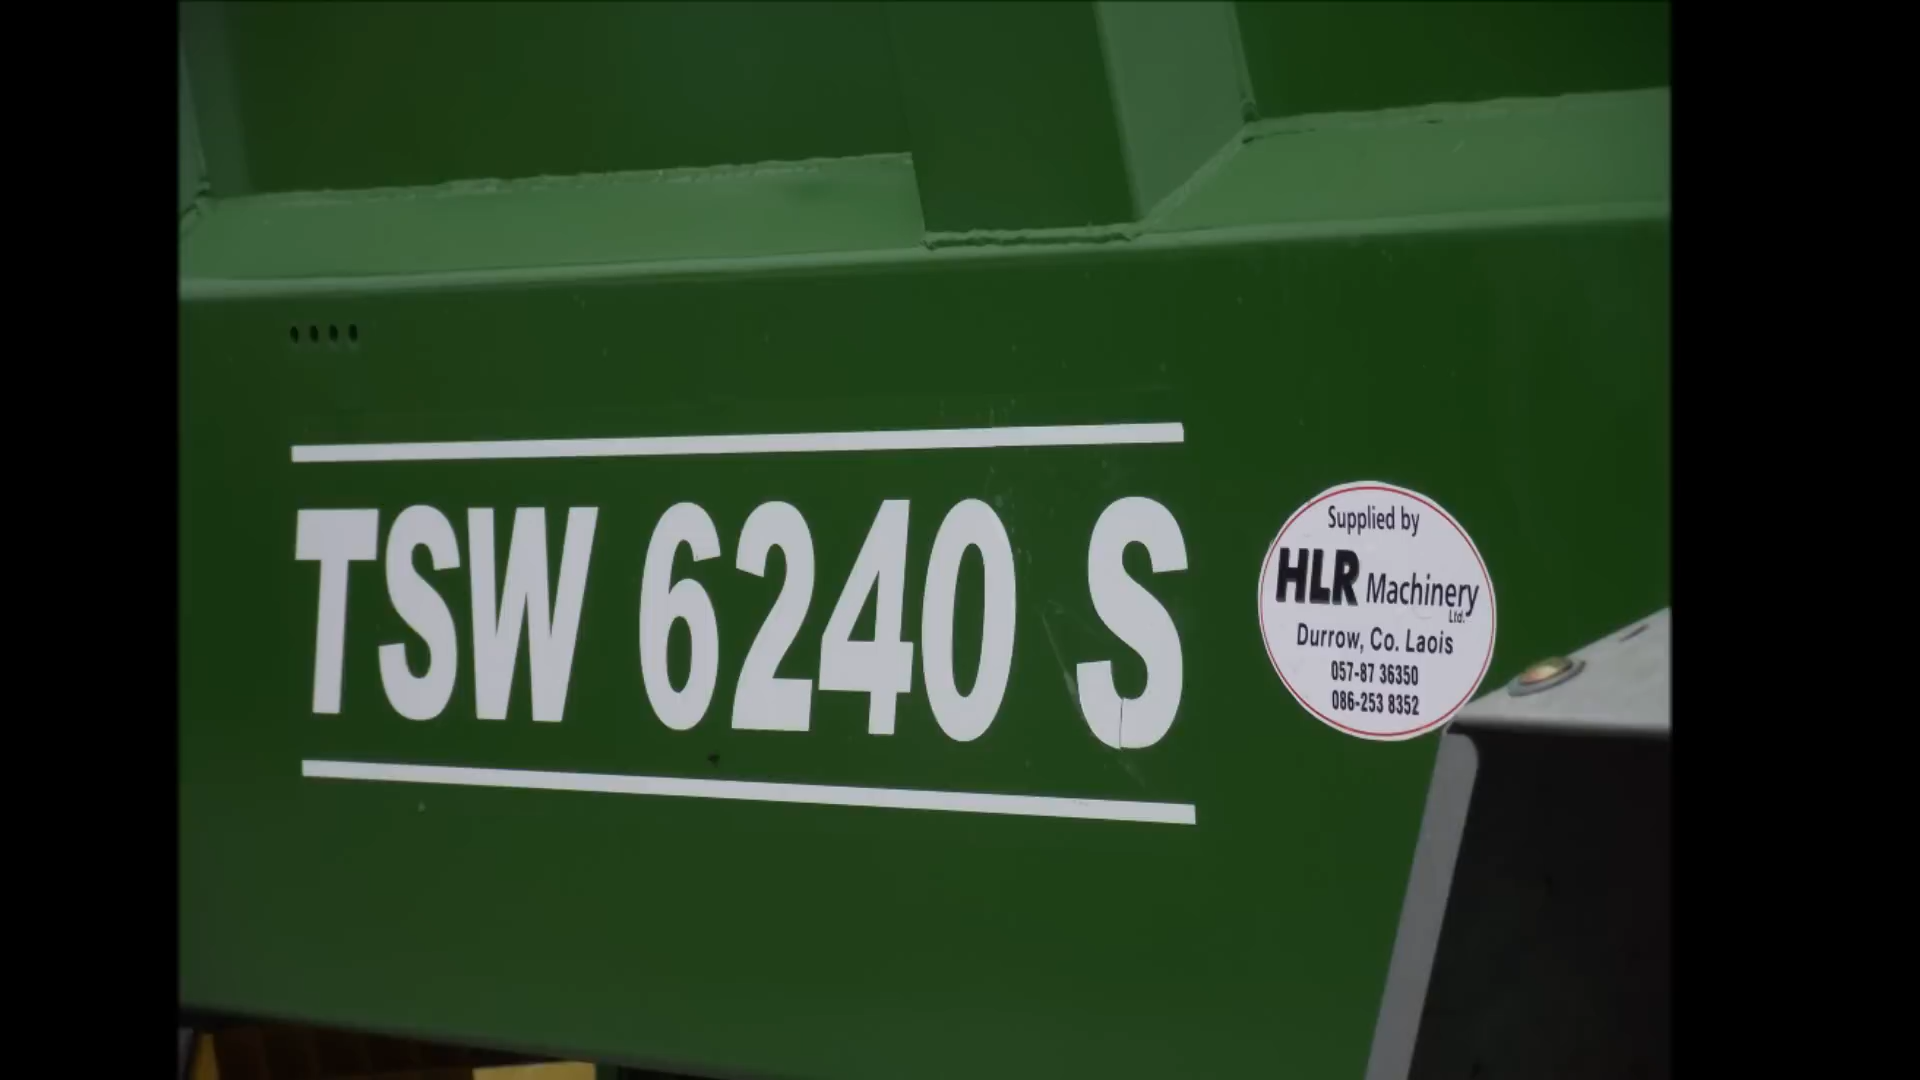 TSW 6240 S
Supplied by
HLR Machinery
Ltd.
Durrow, Co. Laois
057-87 36350
086-253 8352